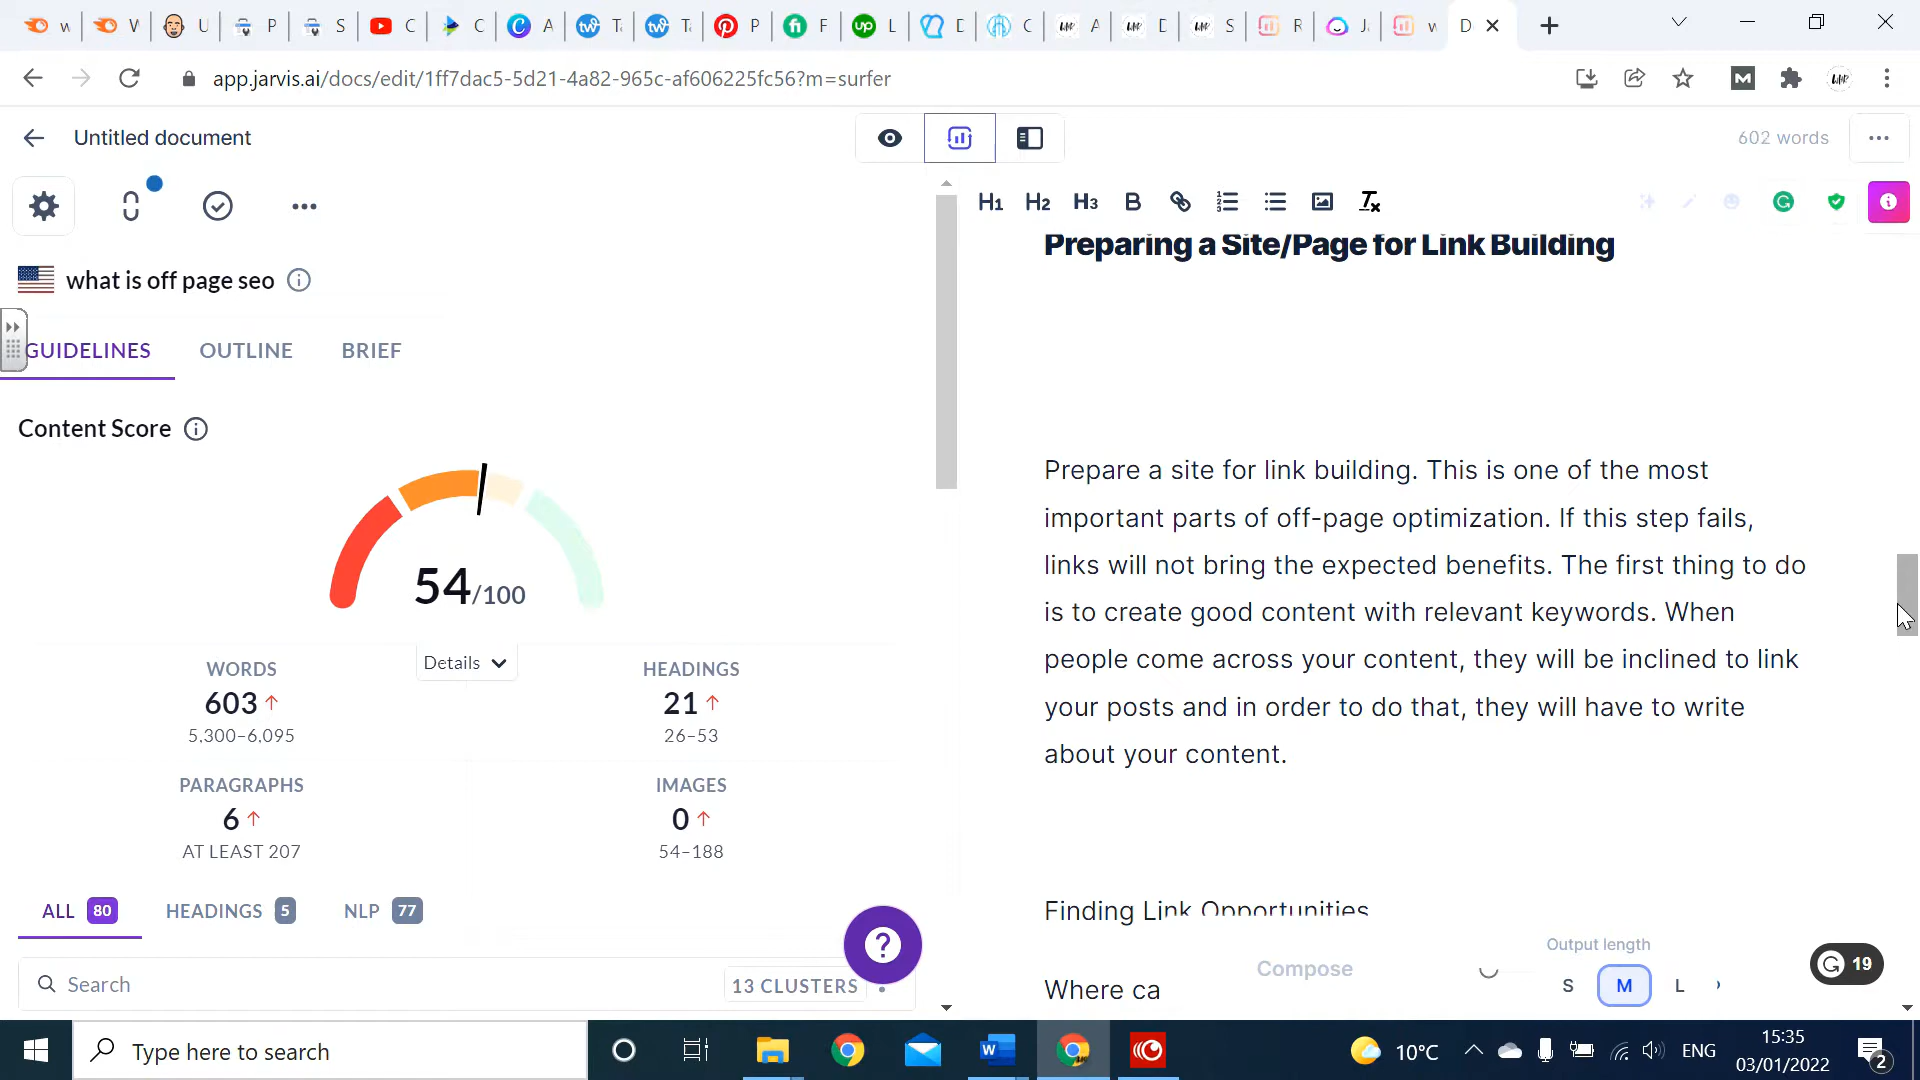 w
W
U
P
S
C
C
A
Ta
Ta
P
F
L
D
C
A
D
S
R
Ja
w
D
app.jarvis.ai/docs/edit/1ff7dac5-5d21-4a82-965c-af606225fc56?m=surfer
Untitled document
602 words
H1 H2 H3 B
what is off page seo
GUIDELINES OUTLINE BRIEF
Content Score
54/100
Details
WORDS
603
5,300–6,095
HEADINGS
21
26–53
PARAGRAPHS
6
AT LEAST 207
IMAGES
0
54–188
ALL 80 HEADINGS 5 NLP 77
Search
13 CLUSTERS
Preparing a Site/Page for Link Building
Prepare a site for link building. This is one of the most
important parts of off-page optimization. If this step fails,
links will not bring the expected benefits. The first thing to do
is to create good content with relevant keywords. When
people come across your content, they will be inclined to link
your posts and in order to do that, they will have to write
about your content.
Finding Link Opportunities
Where ca
Compose
Output length
S M L
19
Type here to search
10°C
ENG
15:35
03/01/2022
2